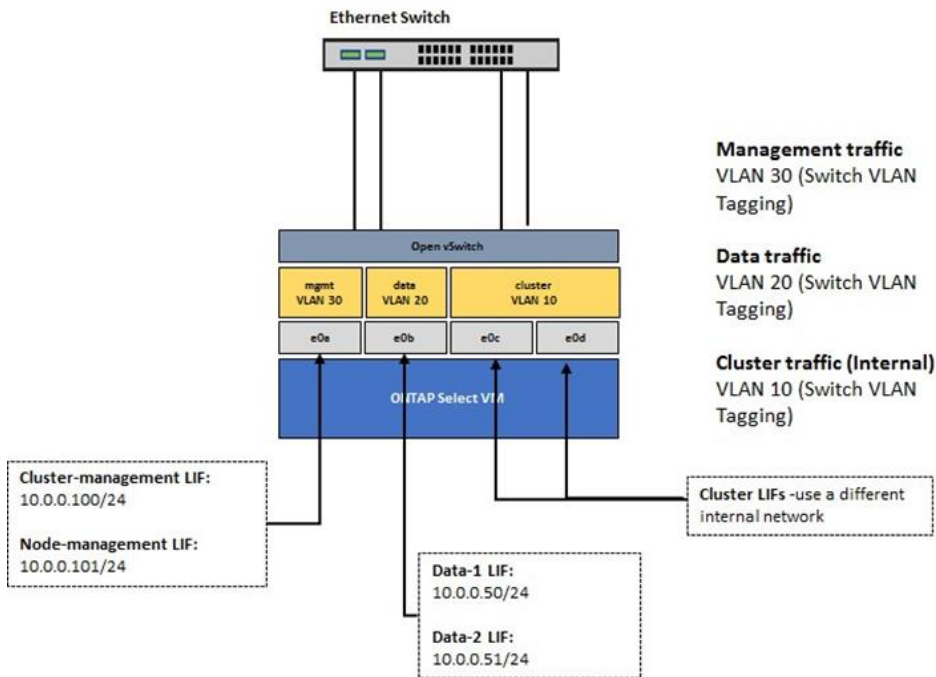 Ethernet Switch
Management traffic
VLAN 30 (Switch VLAN
Tagging)
Data traffic
VLAN 20 (Switch VLAN
Tagging)
Cluster traffic (Internal)
VLAN 10 (Switch VLAN
Tagging)
Open vSwitch
mgmt
VLAN 30
data
VLAN 20
cluster
VLAN 10
e0a
e0b
e0c
e0d
ONTAP Select VM
Cluster-management LIF:
10.0.0.100/24
Node-management LIF:
10.0.0.101/24
Data-1 LIF:
10.0.0.50/24
Data-2 LIF:
10.0.0.51/24
Cluster LIFs -use a different
internal network